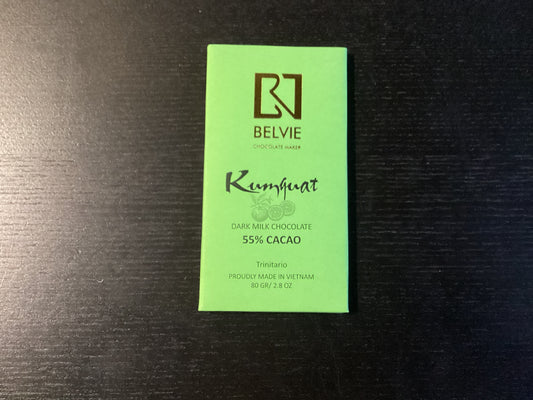 BELVIE
CHOCOLATE MAKER
Kumquat
DARK MILK CHOCOLATE
55% CACAO
Trinitario
PROUDLY MADE IN VIETNAM
80 GR/ 2.8 OZ